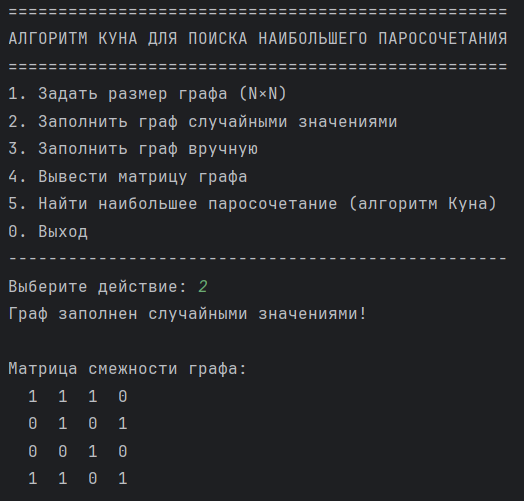 ==================================================
АЛГОРИТМ КУНА ДЛЯ ПОИСКА НАИБОЛЬШЕГО ПАРОСОЧЕТАНИЯ
==================================================
1. Задать размер графа (N×N)
2. Заполнить граф случайными значениями
3. Заполнить граф вручную
4. Вывести матрицу графа
5. Найти наибольшее паросочетание (алгоритм Куна)
0. Выход
--------------------------------------------------
Выберите действие: 2
Граф заполнен случайными значениями!

Матрица смежности графа:
  1  1  1  0
  0  1  0  1
  0  0  1  0
  1  1  0  1